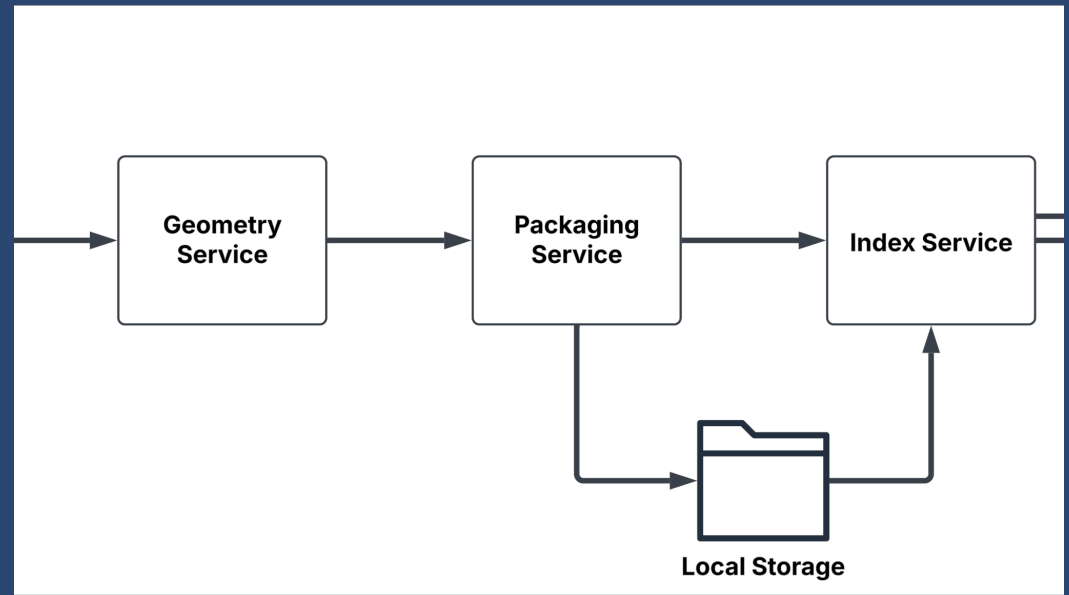 Geometry
Service
Packaging
Service
Index Service
Local Storage